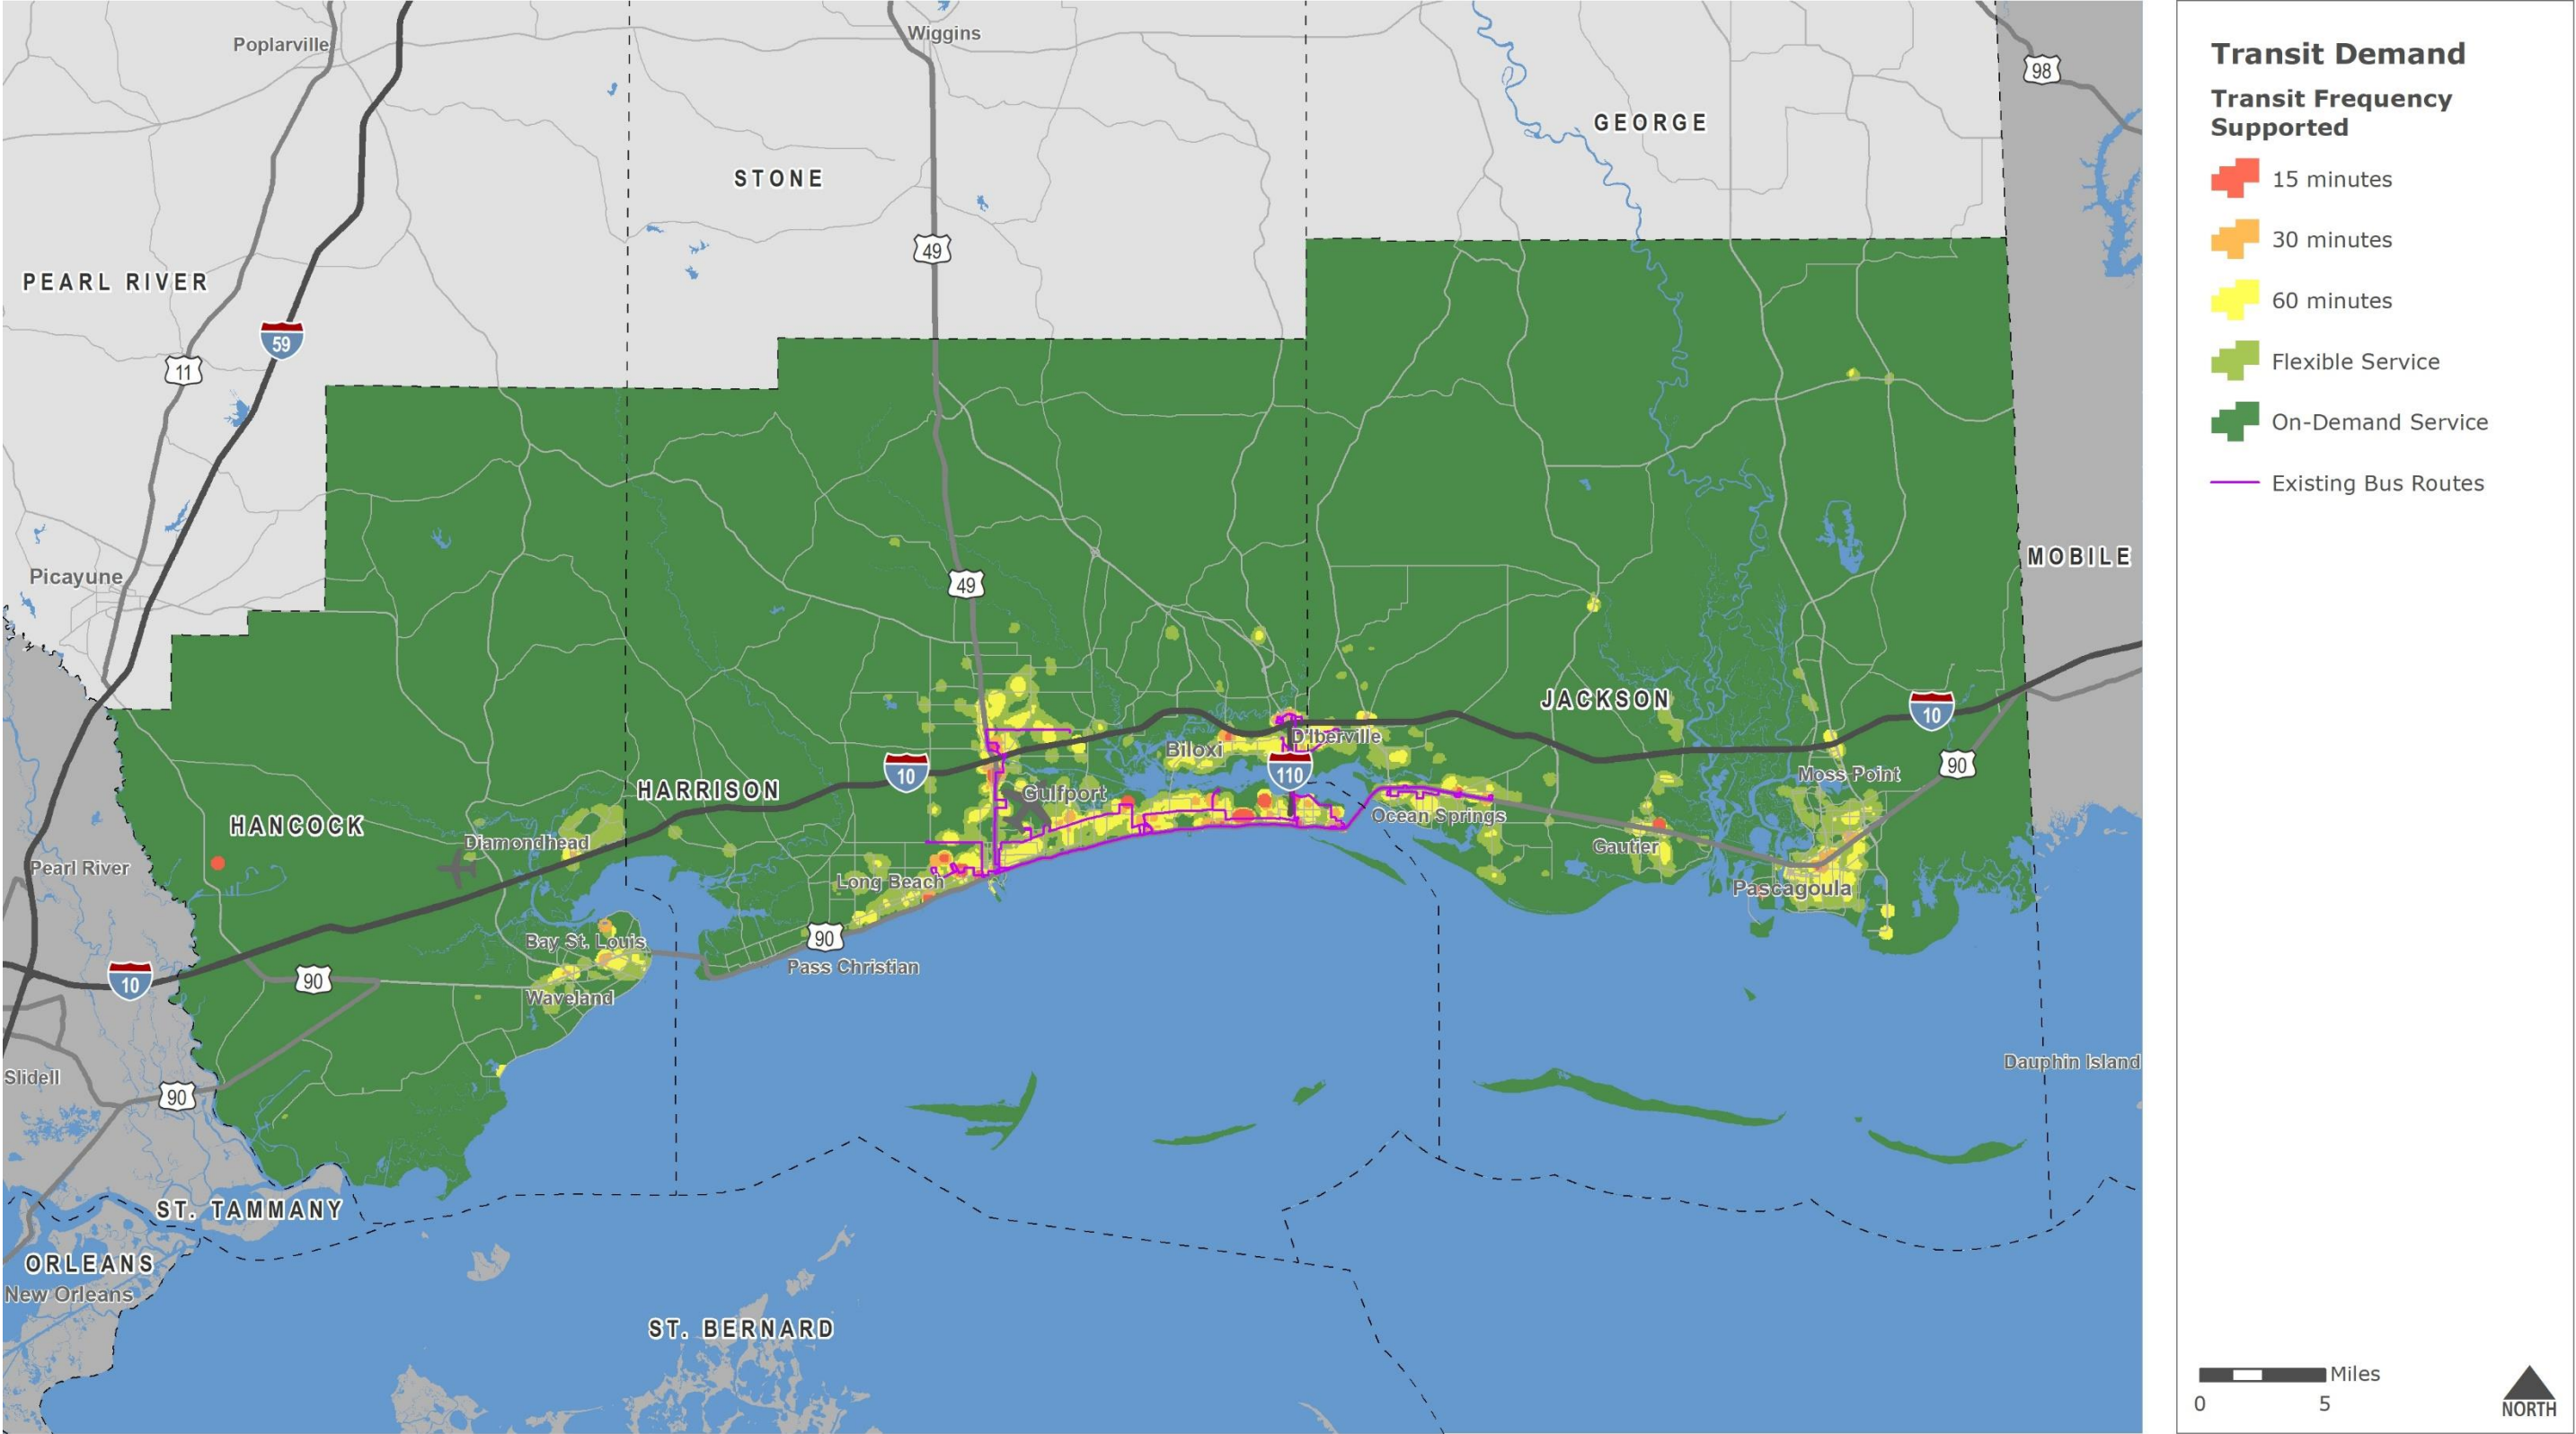 Poplarville
Wiggins
98
GEORGE
STONE
49
PEARL RIVER
59
11
MOBILE
Picayune
49
JACKSON
10
D'Iberville
Biloxi
90
10
110
Moss Point
HARRISON
Gulfport
Ocean Springs
HANCOCK
Diamondhead
Gautier
Pearl River
Long Beach
Pascagoula
90
Bay St. Louis
Pass Christian
90
10
Waveland
Dauphin Island
Slidell
90
ST. TAMMANY
ORLEANS
New Orleans
ST. BERNARD
Transit Demand
Transit Frequency
Supported
15 minutes
30 minutes
60 minutes
Flexible Service
On-Demand Service
Existing Bus Routes
Miles
0 5
NORTH